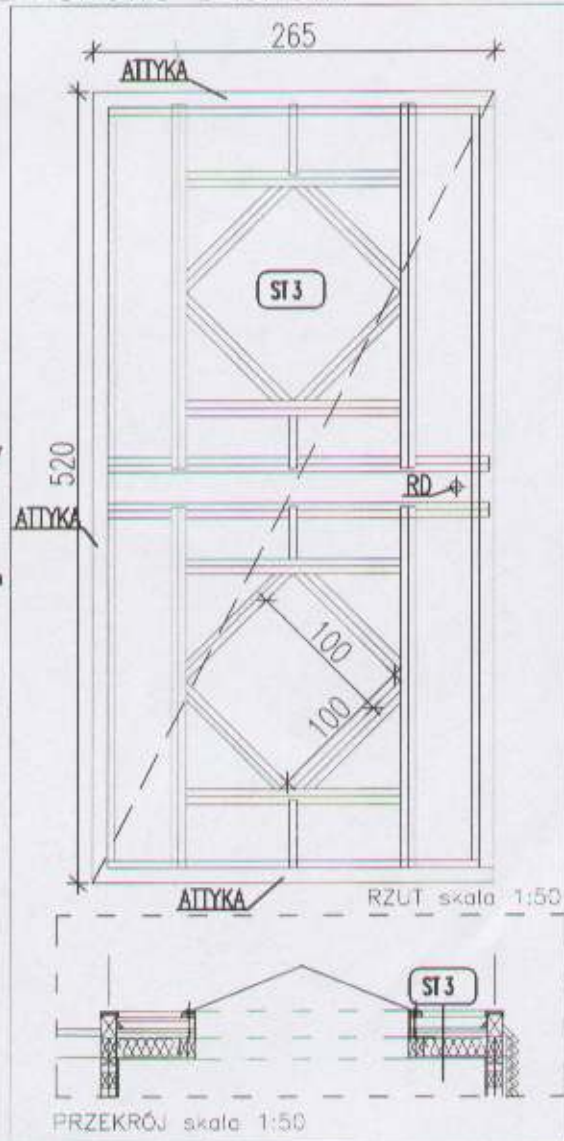 265
ATTYKA
ST 3
520
RD
ATTYKA
100
100
ATTYKA
RZUT skala 1:50
ST 3
PRZEKRÓJ skala 1:50